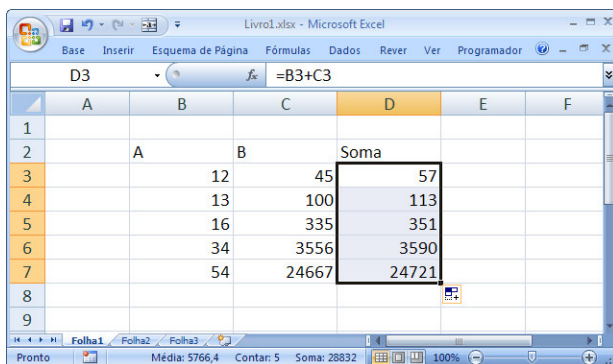 Livro1.xlsx - Microsoft Excel
Base Inserir Esquema de Página Fórmulas Dados Rever Ver Programador
D3 fx =B3+C3
A B C D E F
1
2 A B Soma
3 12 45 57
4 13 100 113
5 16 335 351
6 34 3556 3590
7 54 24667 24721
8
9
Folha1 Folha2 Folha3
Pronto Média: 5766,4 Contar: 5 Soma: 28832 100%